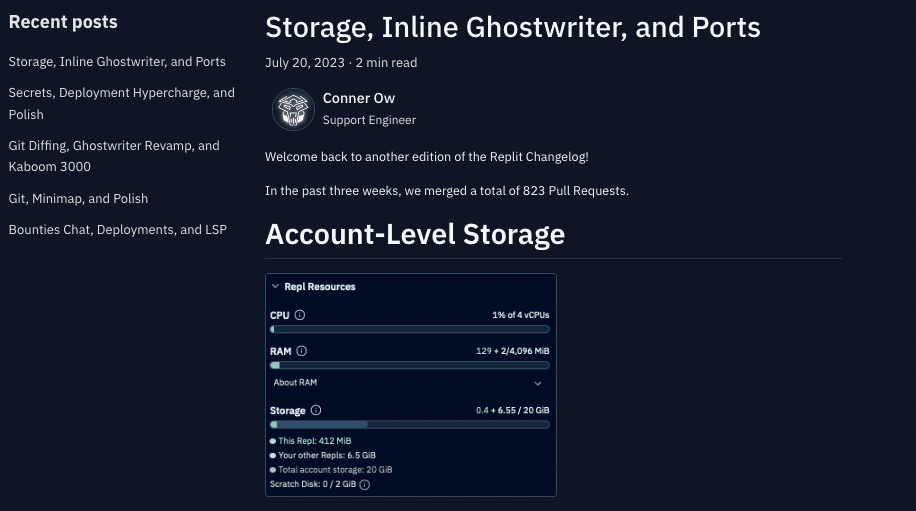 Recent posts
Storage, Inline Ghostwriter, and Ports
Secrets, Deployment Hypercharge, and
Polish
Git Diffing, Ghostwriter Revamp, and
Kaboom 3000
Git, Minimap, and Polish
Bounties Chat, Deployments, and LSP
Storage, Inline Ghostwriter, and Ports
July 20, 2023 · 2 min read
Conner Ow
Support Engineer
Welcome back to another edition of the Replit Changelog!
In the past three weeks, we merged a total of 823 Pull Requests.
Account-Level Storage
Repl Resources
CPU 1% of 4 vCPUs
RAM 129 + 2/4,096 MiB
About RAM
Storage 0.4 + 6.55 / 20 GiB
This Repl: 412 MiB
Your other Repls: 6.5 GiB
Total account storage: 20 GiB
Scratch Disk: 0 / 2 GiB